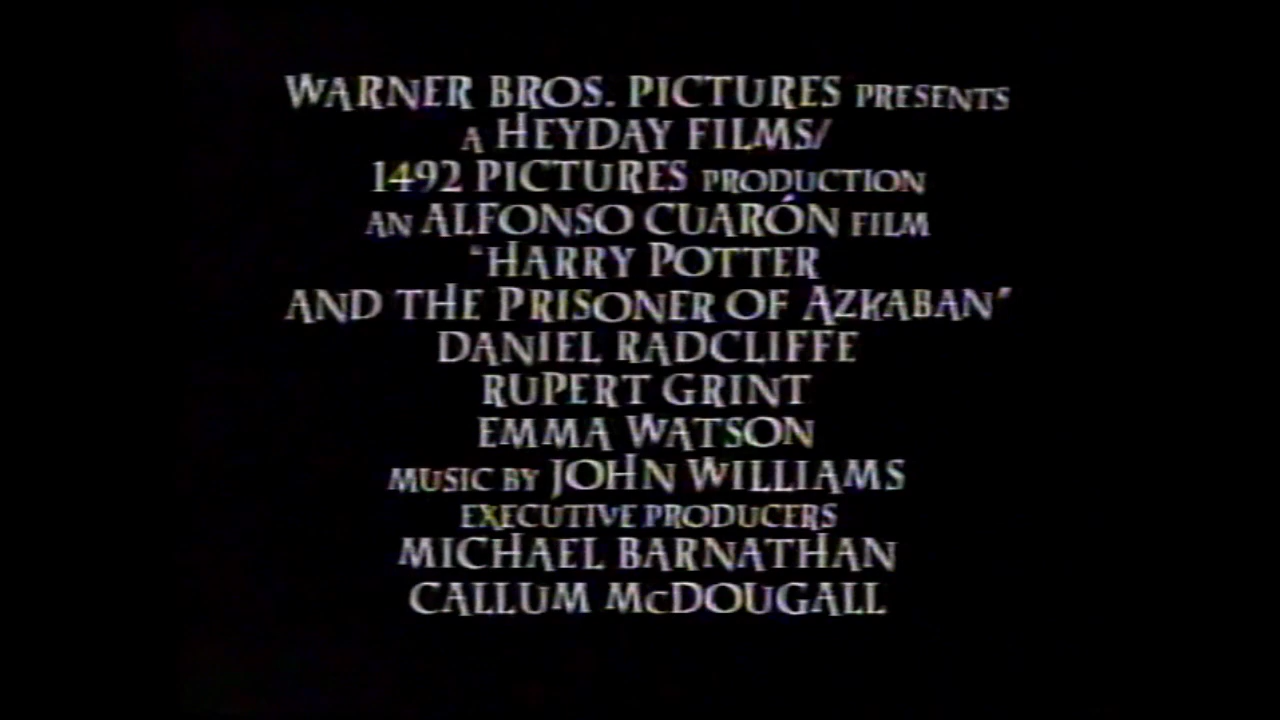 WARNER BROS. PICTURES PRESENTS
A HEYDAY FILMS/
1492 PICTURES PRODUCTION
AN ALFONSO CUARÓN FILM
"HARRY POTTER
AND THE PRISONER OF AZKABAN"
DANIEL RADCLIFFE
RUPERT GRINT
EMMA WATSON
MUSIC BY JOHN WILLIAMS
EXECUTIVE PRODUCERS
MICHAEL BARNATHAN
CALLUM McDOUGALL